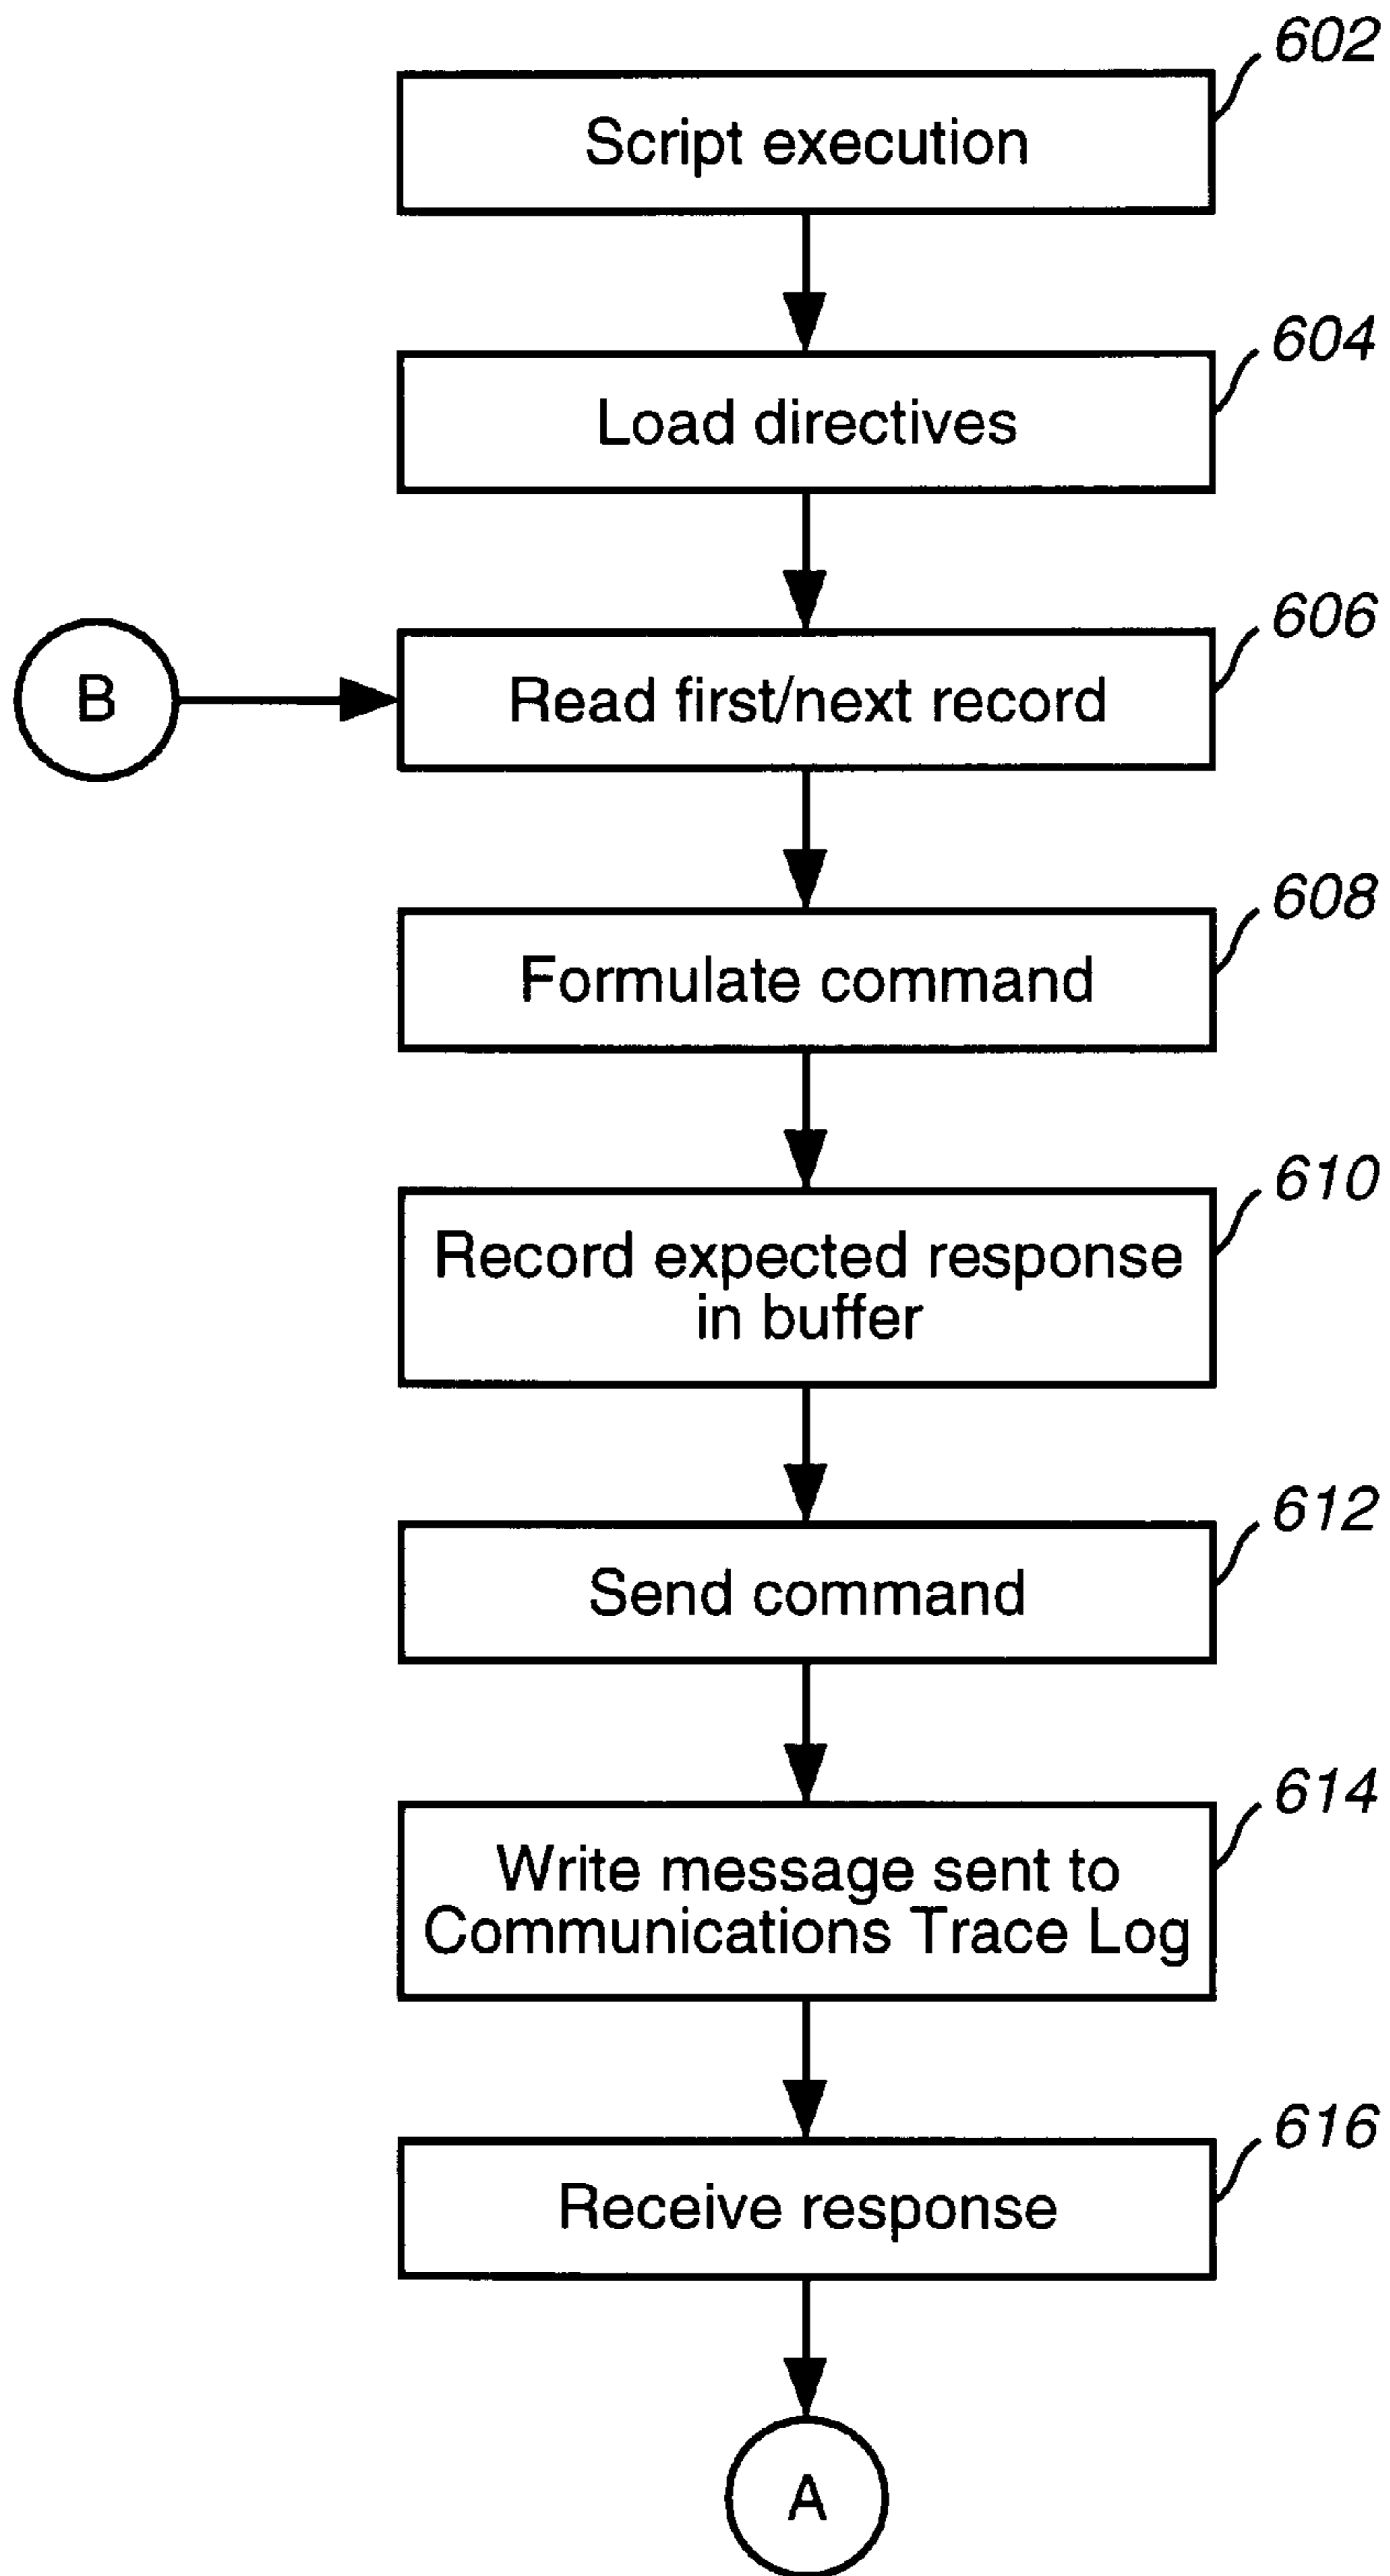 602
Script execution
604
Load directives
606
B
Read first/next record
608
Formulate command
610
Record expected response
in buffer
612
Send command
614
Write message sent to
Communications Trace Log
616
Receive response
A